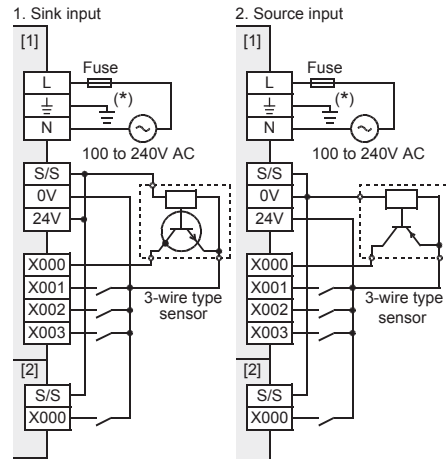 1. Sink input
[1]
L
Fuse
(*)
N
100 to 240V AC
S/S
0V
24V
X000
X001
X002
X003
3-wire type
sensor
[2]
S/S
X000
2. Source input
[1]
L
Fuse
(*)
N
100 to 240V AC
S/S
0V
24V
X000
X001
X002
X003
3-wire type
sensor
[2]
S/S
X000